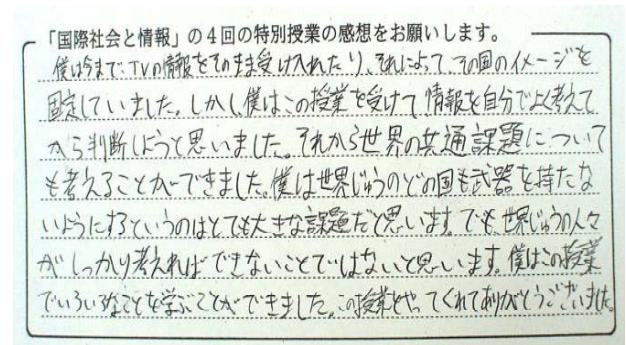 「国際社会と情報」の4回の特別授業の感想をお願いします。
僕は今まで、TVの情報をそのまま受け入れたり、それによって、その国のイメージを
固定していました。しかし僕はこの授業を受けて情報を自分でよく考えて
から判断しようと思いました。それから世界の共通課題について
も考えることができました。僕は世界じゅうのどの国も武器を持たな
いようにするというのはとても大きな課題だと思います。でも、世界じゅうの人々
がしっかり考えればできないことではないと思います。僕はこの授業
でいろいろなことを学ぶことができました。この授業をやってくれてありがとうございました。